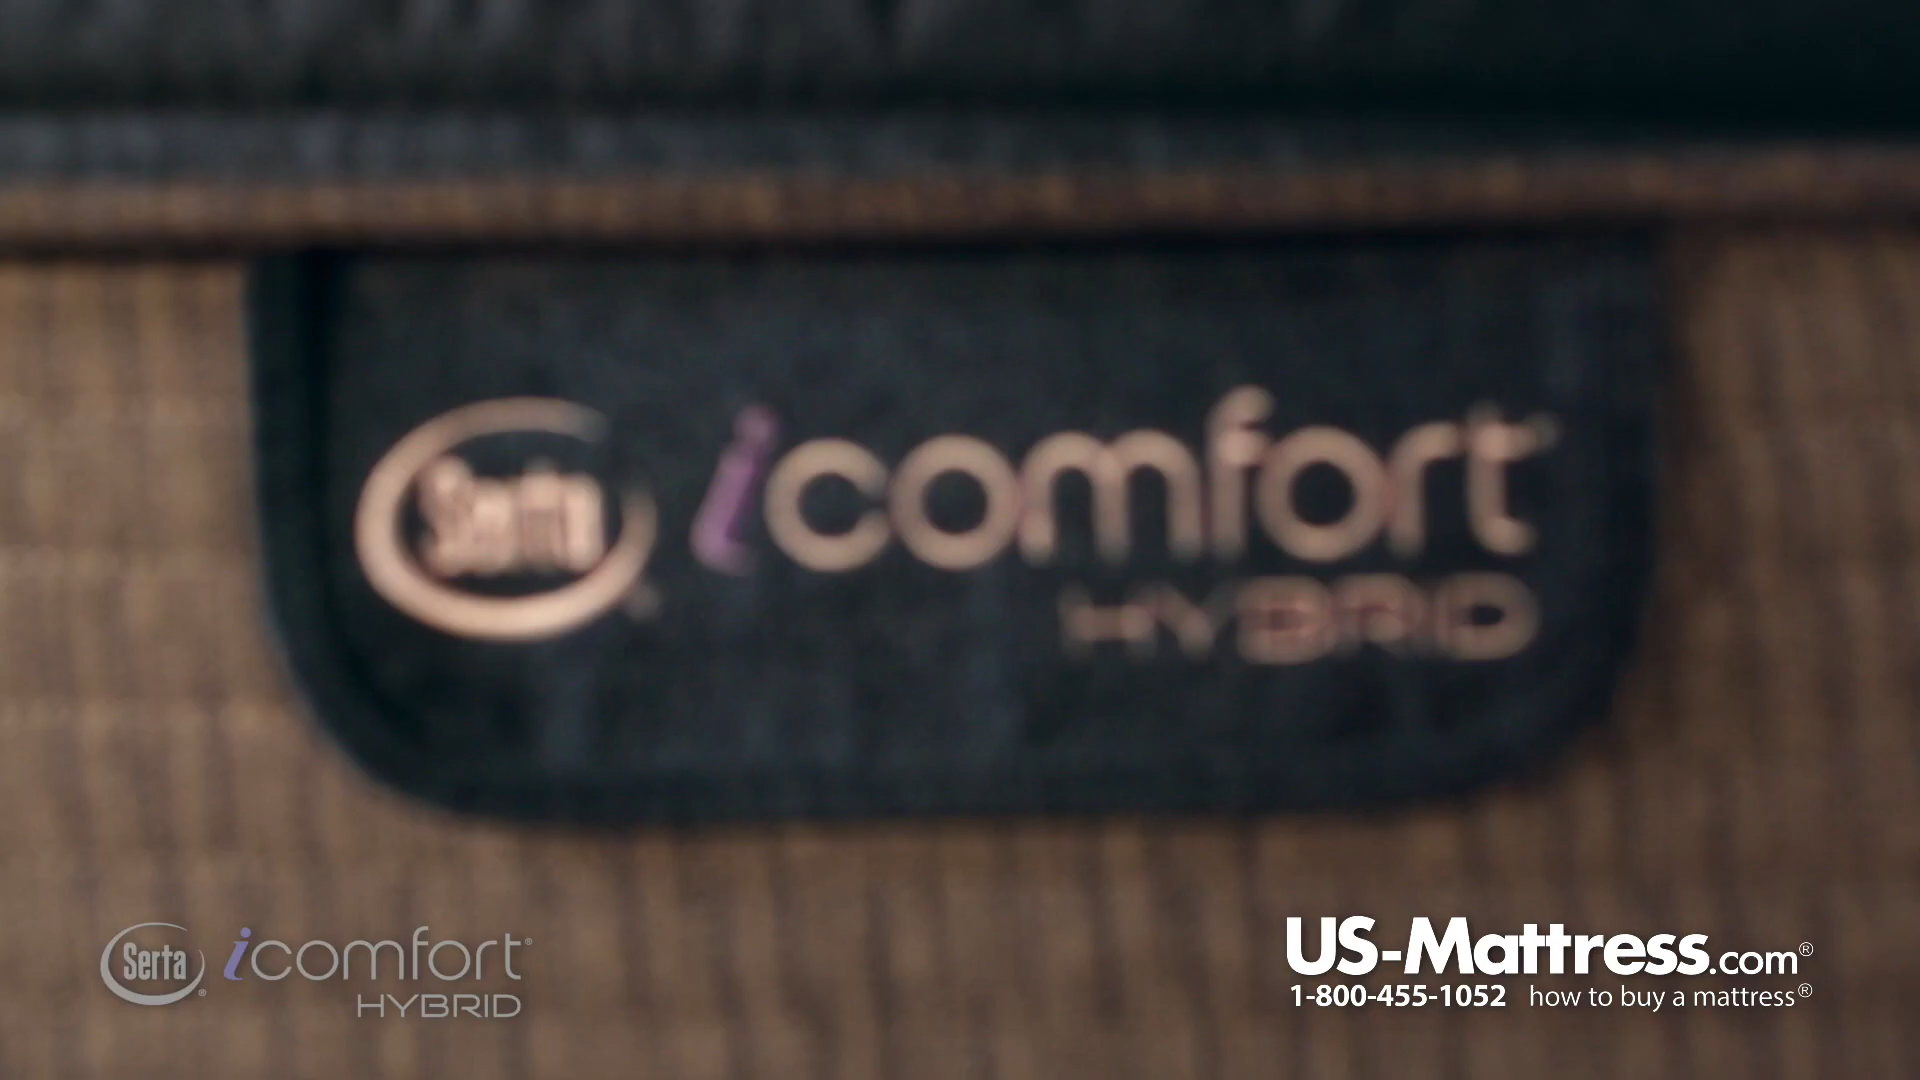 Serta icomfort
HYBRID
Serta® icomfort®
HYBRID
US-Mattress.com®
1-800-455-1052 how to buy a mattress®